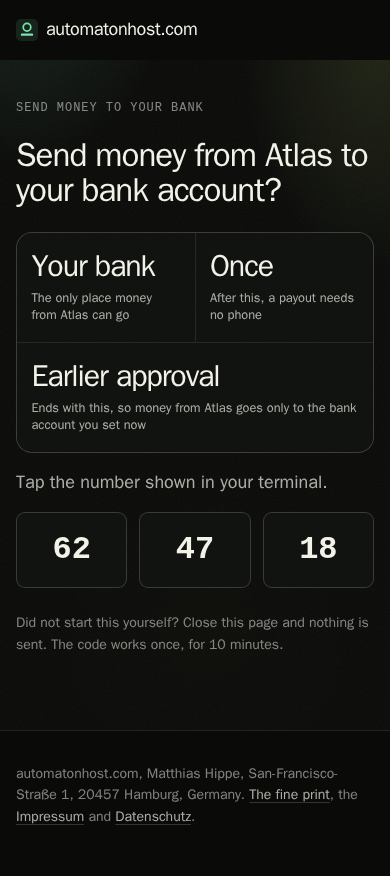 automatonhost.com
SEND MONEY TO YOUR BANK
Send money from Atlas to
your bank account?
Your bank
The only place money
from Atlas can go
Once
After this, a payout needs
no phone
Earlier approval
Ends with this, so money from Atlas goes only to the bank
account you set now
Tap the number shown in your terminal.
62
47
18
Did not start this yourself? Close this page and nothing is
sent. The code works once, for 10 minutes.
automatonhost.com, Matthias Hippe, San-Francisco-
Straße 1, 20457 Hamburg, Germany. The fine print, the
Impressum and Datenschutz.